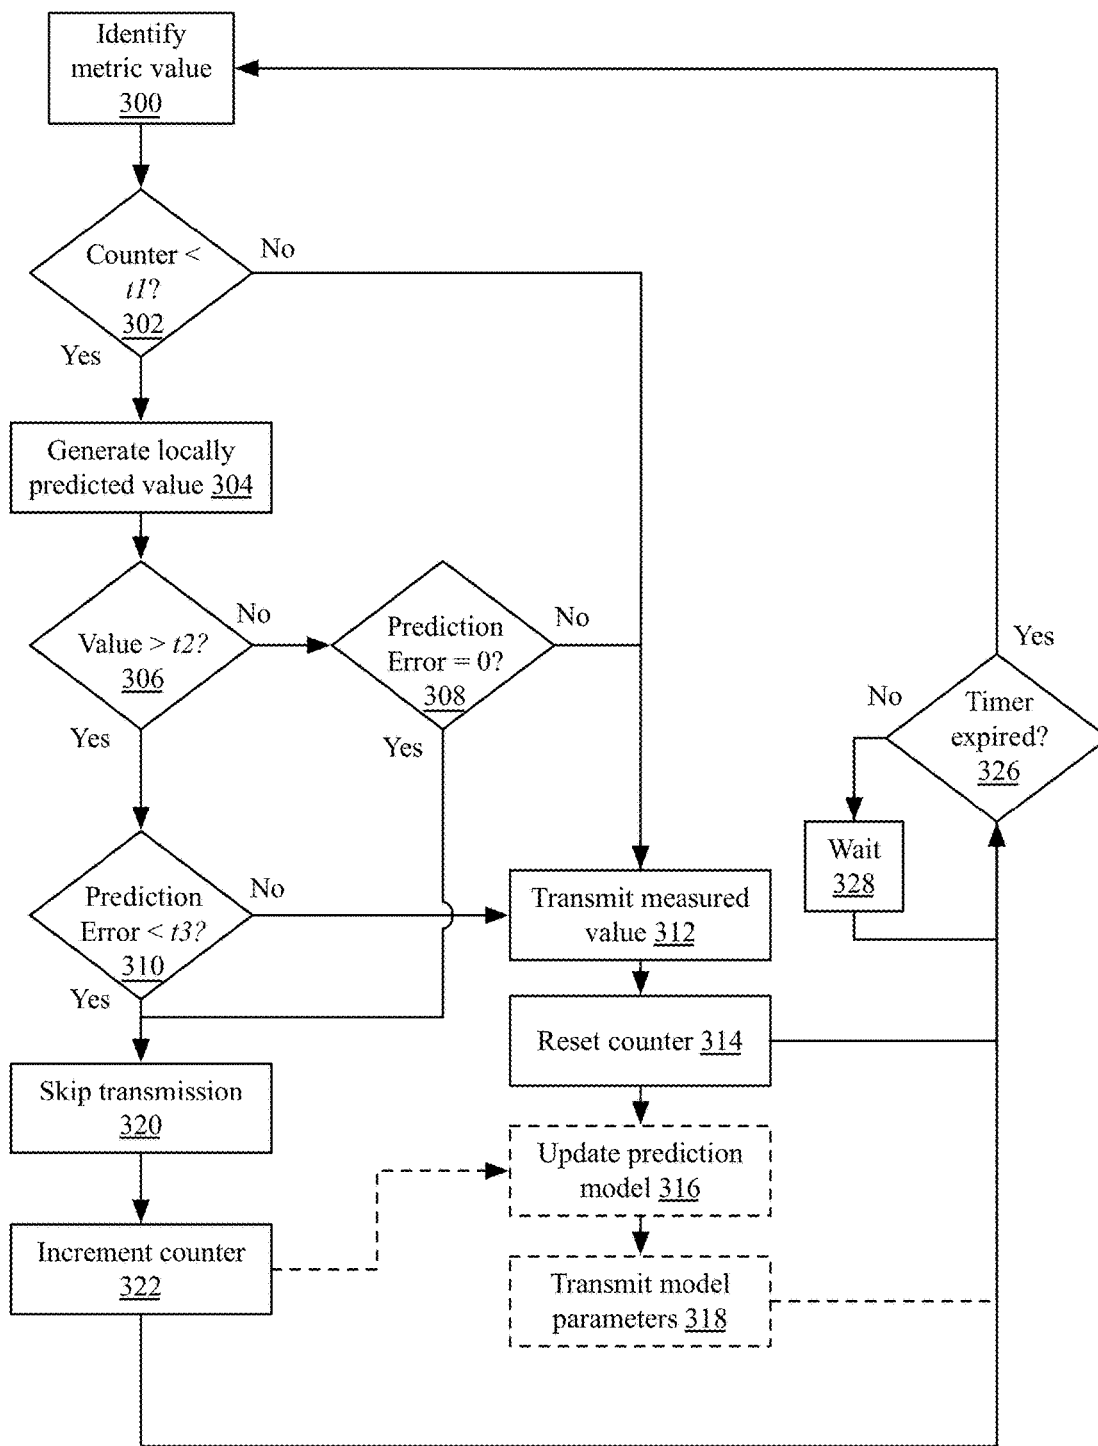 Identify
metric value
300
Counter <
t1?
302
No
Yes
Generate locally
predicted value 304
Value > t2?
306
No
Yes
Prediction
Error = 0?
308
No
Yes
Prediction
Error < t3?
310
No
Yes
Transmit measured
value 312
Reset counter 314
Update prediction
model 316
Transmit model
parameters 318
Skip transmission
320
Increment counter
322
Yes
No
Timer
expired?
326
Wait
328